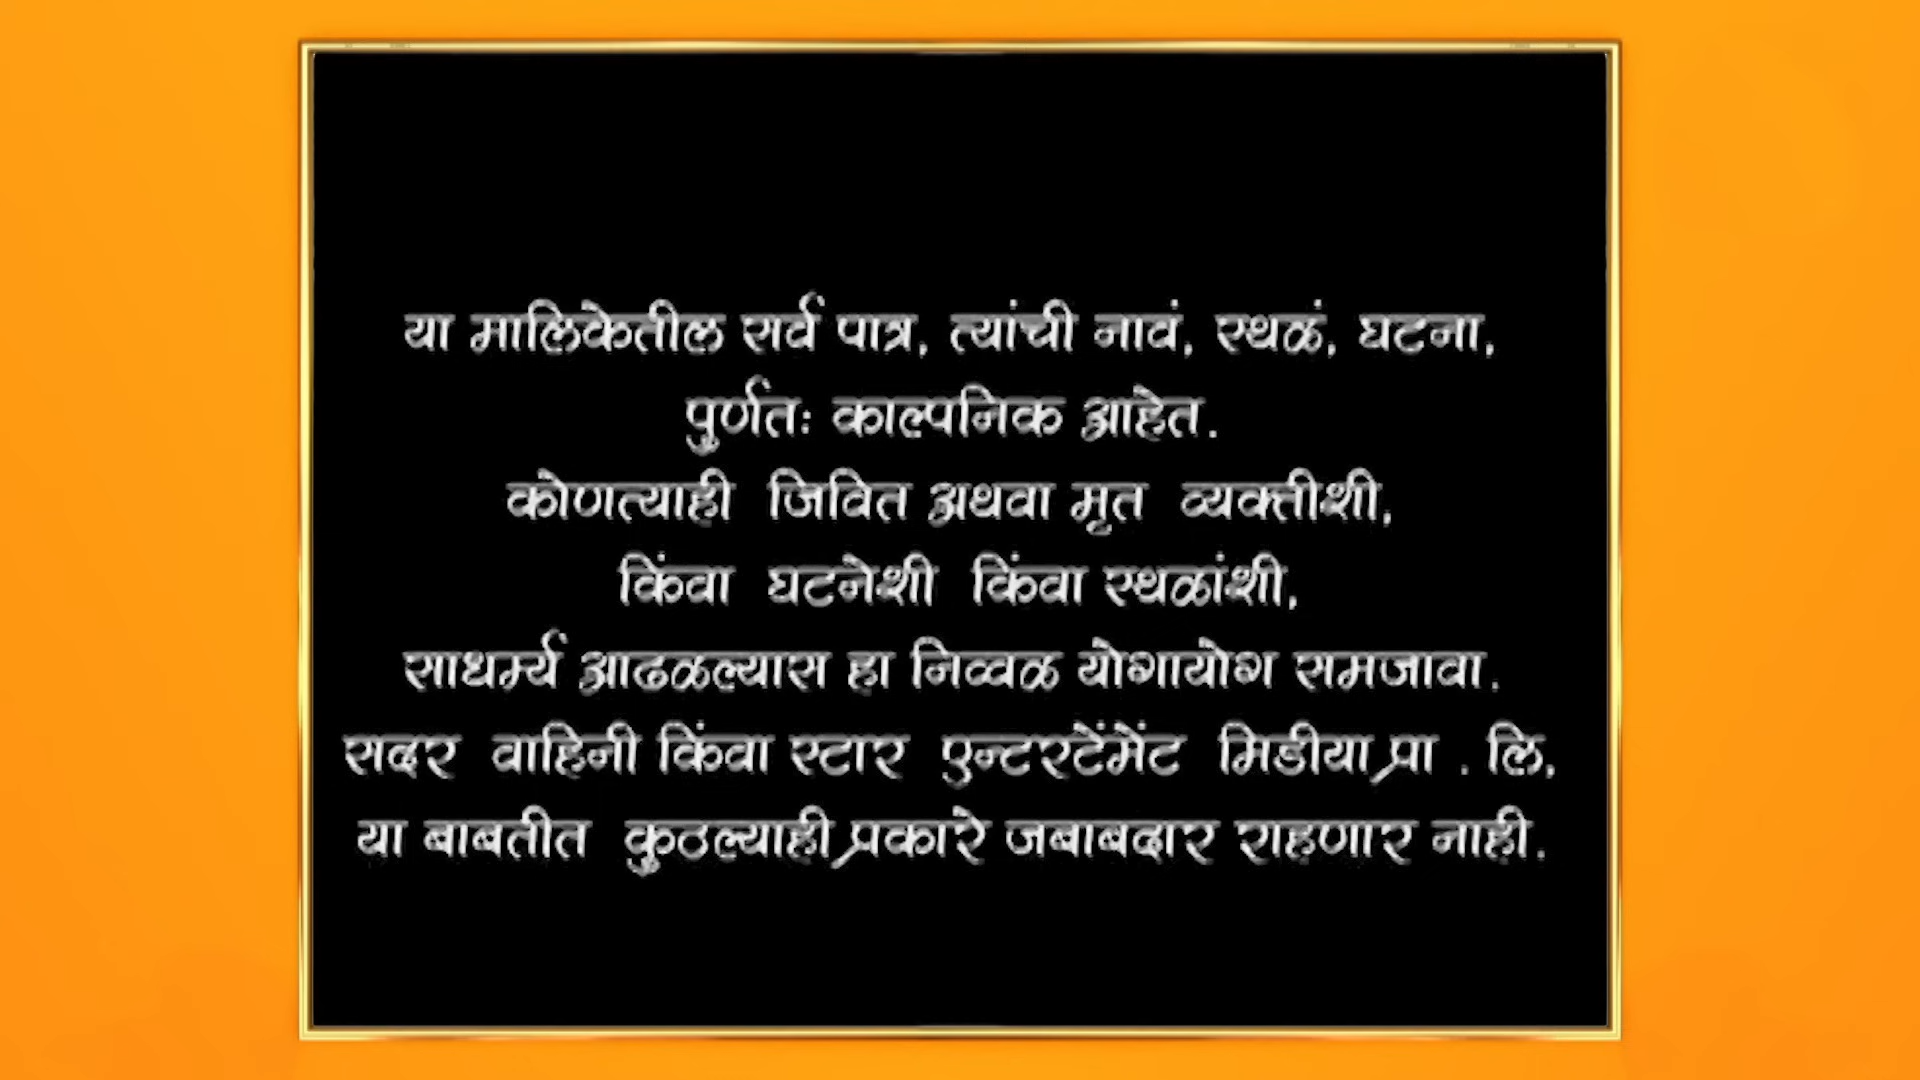 या मालिकेतील सर्व पात्र, त्यांची नावं, स्थळं, घटना,
पुर्णतः काल्पनिक आहेत.
कोणत्याही जिवित अथवा मृत व्यक्तीशी,
किंवा घटनेशी किंवा स्थळांशी,
साधर्म्य आढळल्यास हा निव्वळ योगायोग समजावा.
सदर वाहिनी किंवा स्टार एुन्टरटेंमेंट मिडीया प्रा . लि,
या बाबतीत कुठल्याही प्रकारे जबाबदार राहणार नाही.